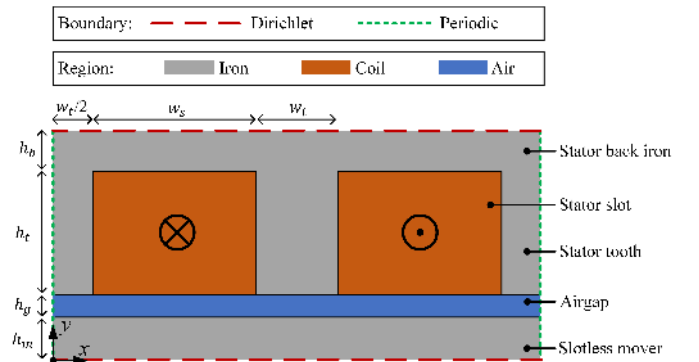 Boundary: Dirichlet Periodic
Region: Iron Coil Air
w_t/2 w_s w_t
h_b
Stator back iron
Stator slot
h_t
Stator tooth
h_g
Airgap
y
h_m
x
Slotless mover